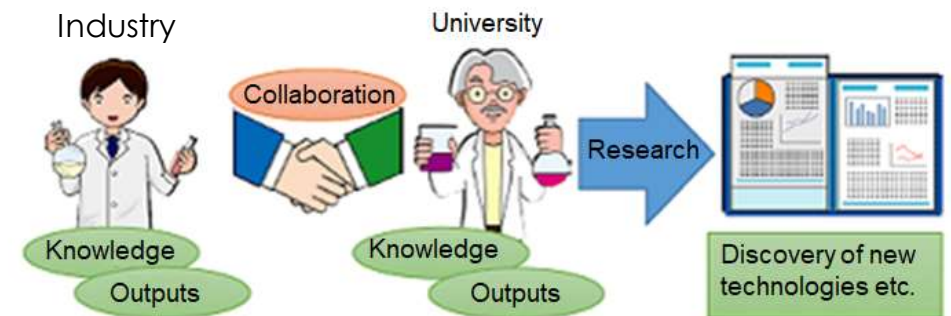 Industry
University
Collaboration
Research
Knowledge
Outputs
Knowledge
Outputs
Discovery of new
technologies etc.